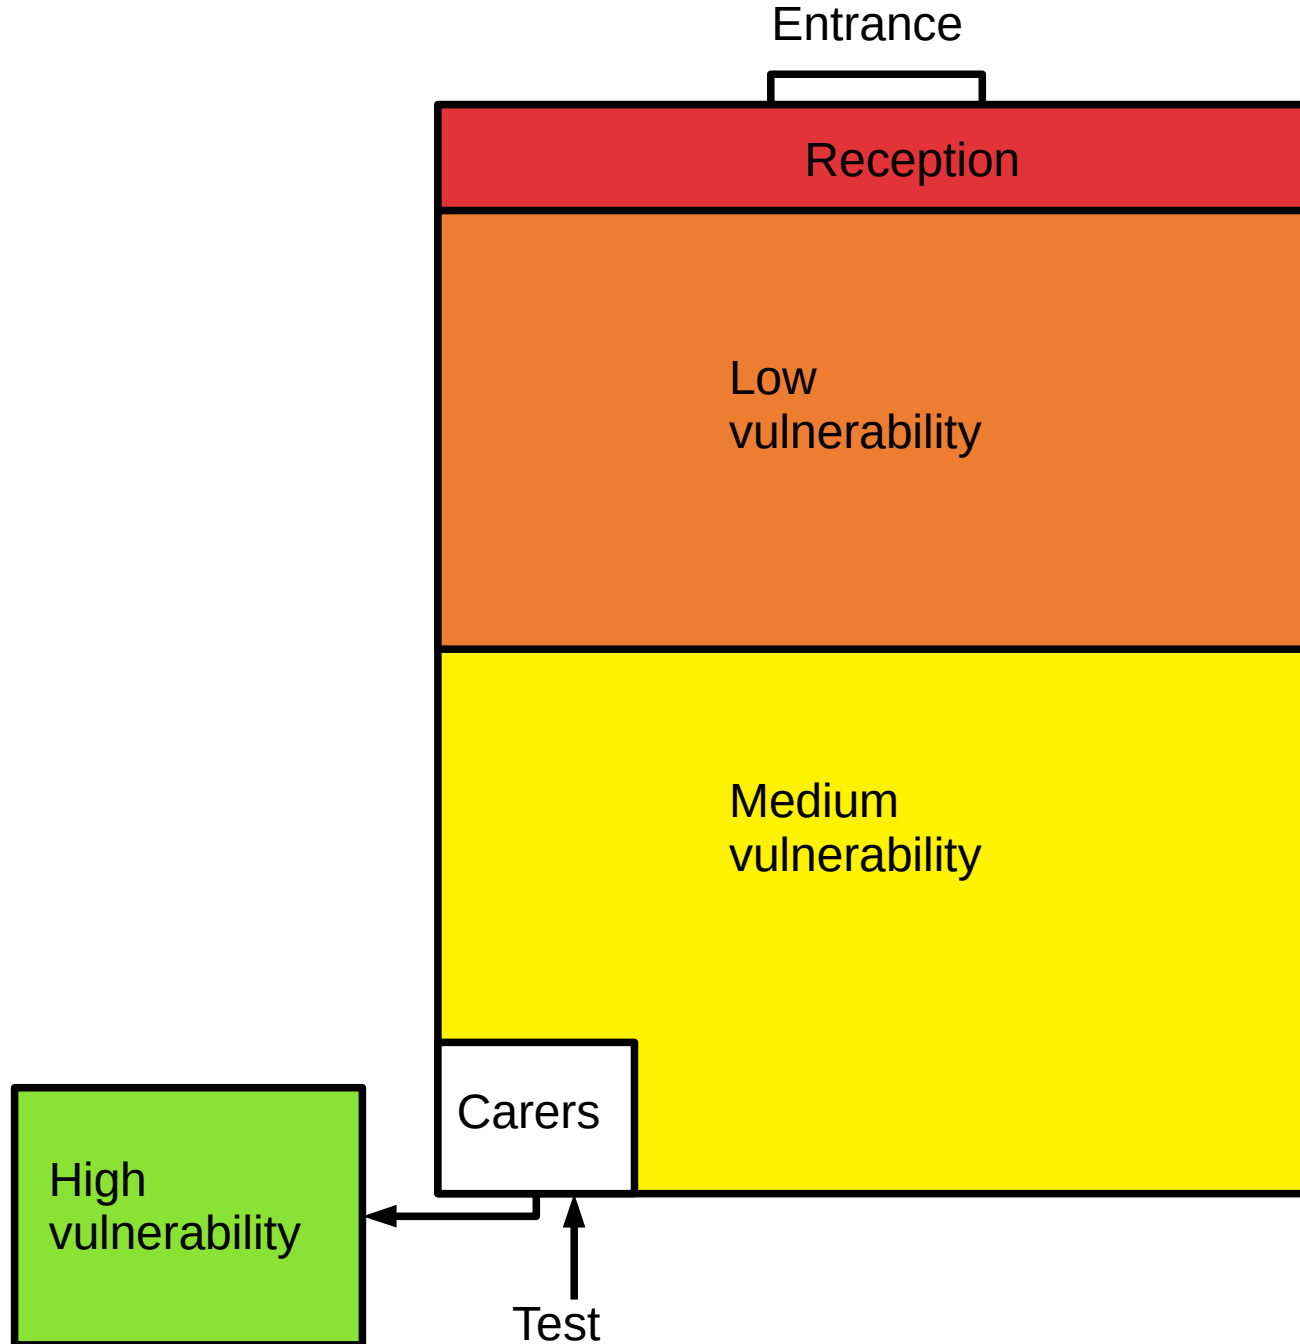 Entrance
Reception
Low
vulnerability
Medium
vulnerability
Carers
High
vulnerability
Test